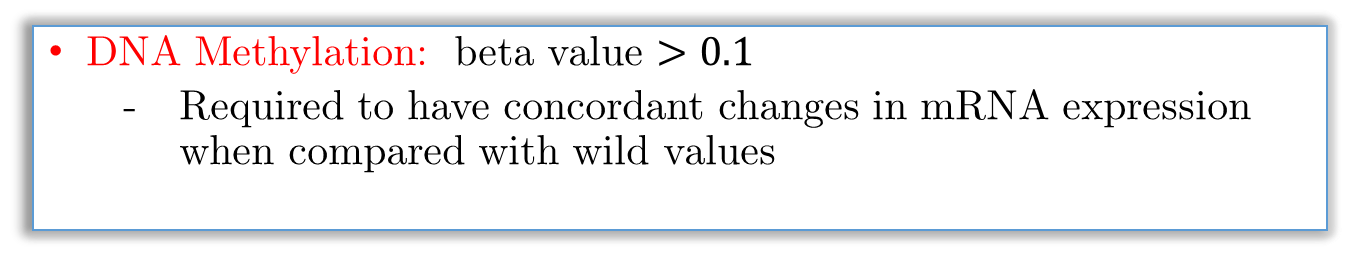 • DNA Methylation: beta value > 0.1
- Required to have concordant changes in mRNA expression
when compared with wild values